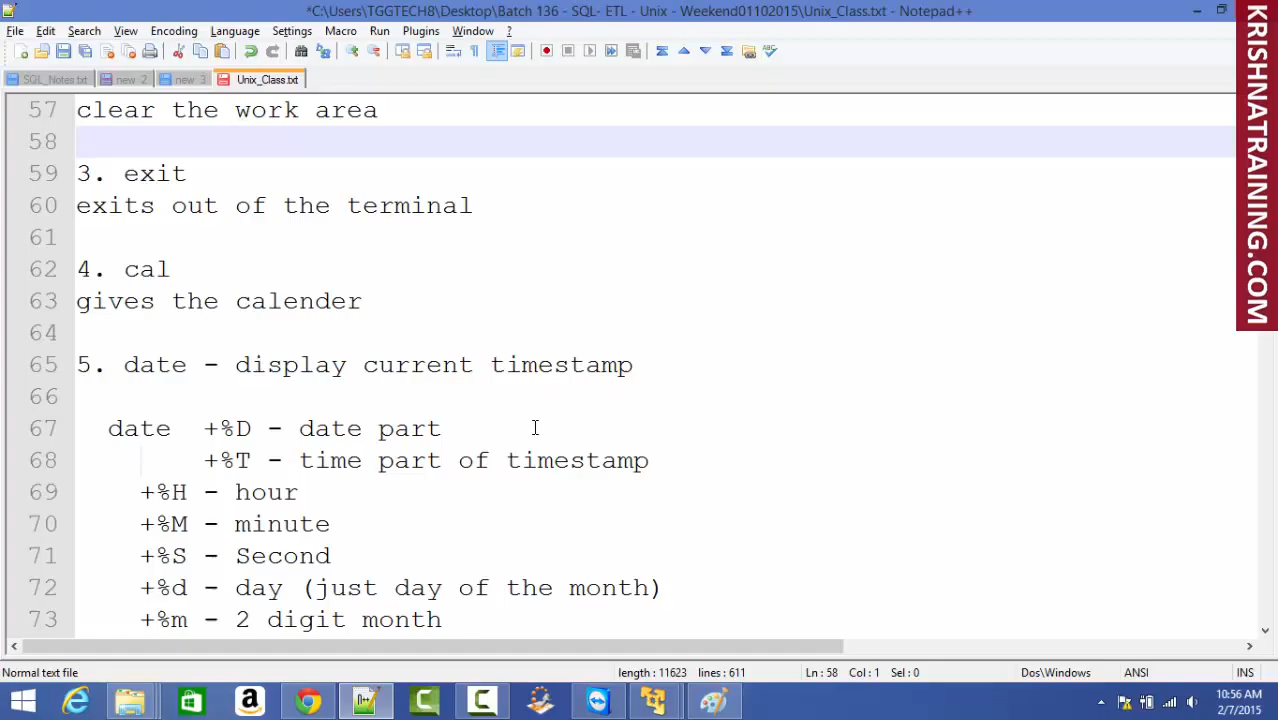 *C:\Users\TGGTECH8\Desktop\Batch 136 - SQL- ETL - Unix - Weekend01102015\Unix_Class.txt - Notepad++
File Edit Search View Encoding Language Settings Macro Run Plugins Window ?
SQL_Notes.txt new 2 new 3 Unix_Class.txt
57 clear the work area
58
59 3. exit
60 exits out of the terminal
61
62 4. cal
63 gives the calender
64
65 5. date - display current timestamp
66
67 date +%D - date part
68 +%T - time part of timestamp
69 +%H - hour
70 +%M - minute
71 +%S - Second
72 +%d - day (just day of the month)
73 +%m - 2 digit month
Normal text file length : 11623 lines : 611 Ln : 58 Col : 1 Sel : 0 Dos\Windows ANSI INS
10:56 AM
2/7/2015
KRISHNATRAINING.COM